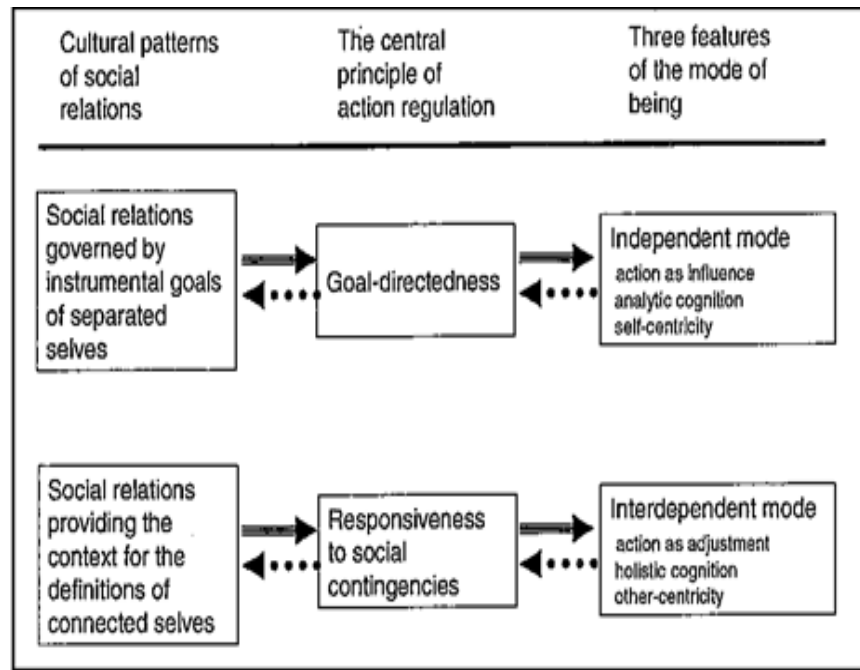 Cultural patterns
of social
relations
The central
principle of
action regulation
Three features
of the mode of
being
Social relations
governed by
instrumental goals
of separated
selves
Goal-directedness
Independent mode
action as influence
analytic cognition
self-centricity
Social relations
providing the
context for the
definitions of
connected selves
Responsiveness
to social
contingencies
Interdependent mode
action as adjustment
holistic cognition
other-centricity